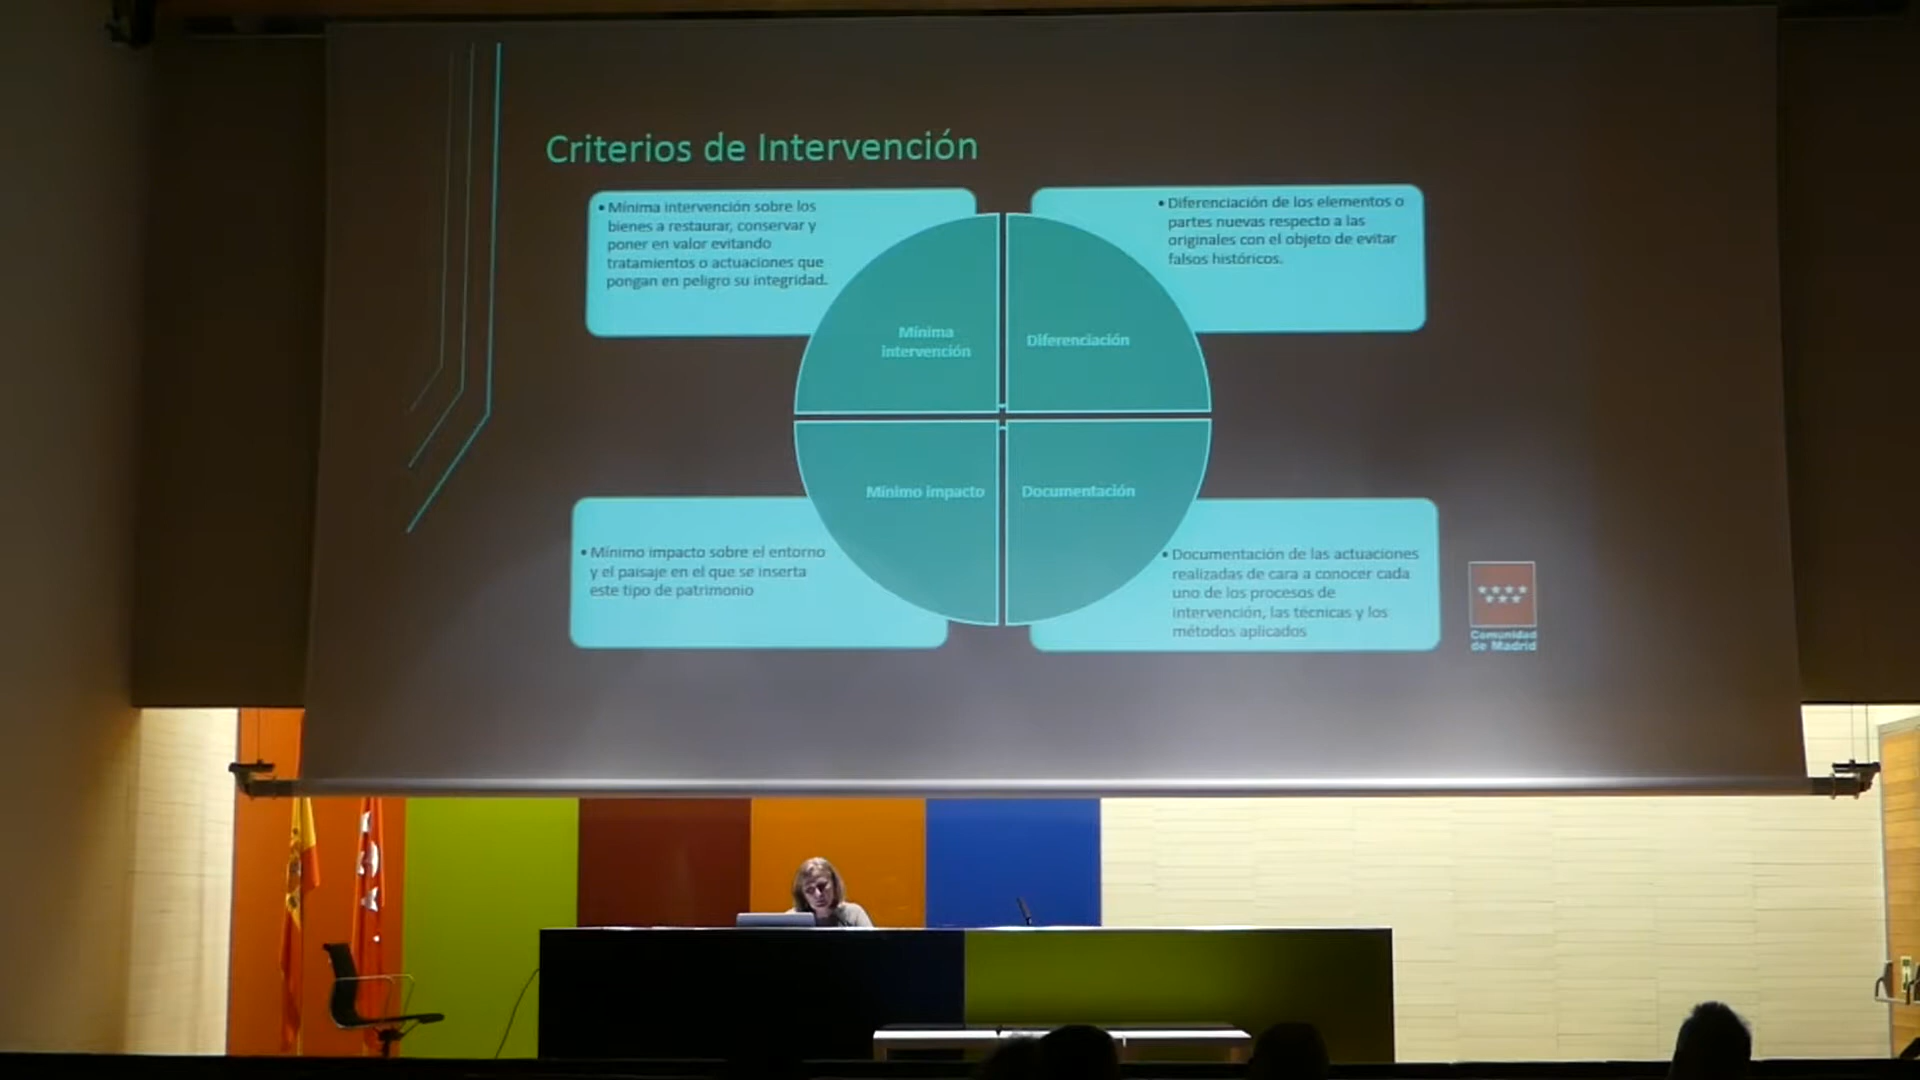 Criterios de Intervención
• Mínima intervención sobre los
bienes a restaurar, conservar y
poner en valor evitando
tratamientos o actuaciones que
pongan en peligro su integridad.
• Diferenciación de los elementos o
partes nuevas respecto a las
originales con el objeto de evitar
falsos históricos.
Mínima
intervención
Diferenciación
Mínimo impacto
Documentación
• Mínimo impacto sobre el entorno
y el paisaje en el que se inserta
este tipo de patrimonio
• Documentación de las actuaciones
realizadas de cara a conocer cada
uno de los procesos de
intervención, las técnicas y los
métodos aplicados
Comunidad
de Madrid